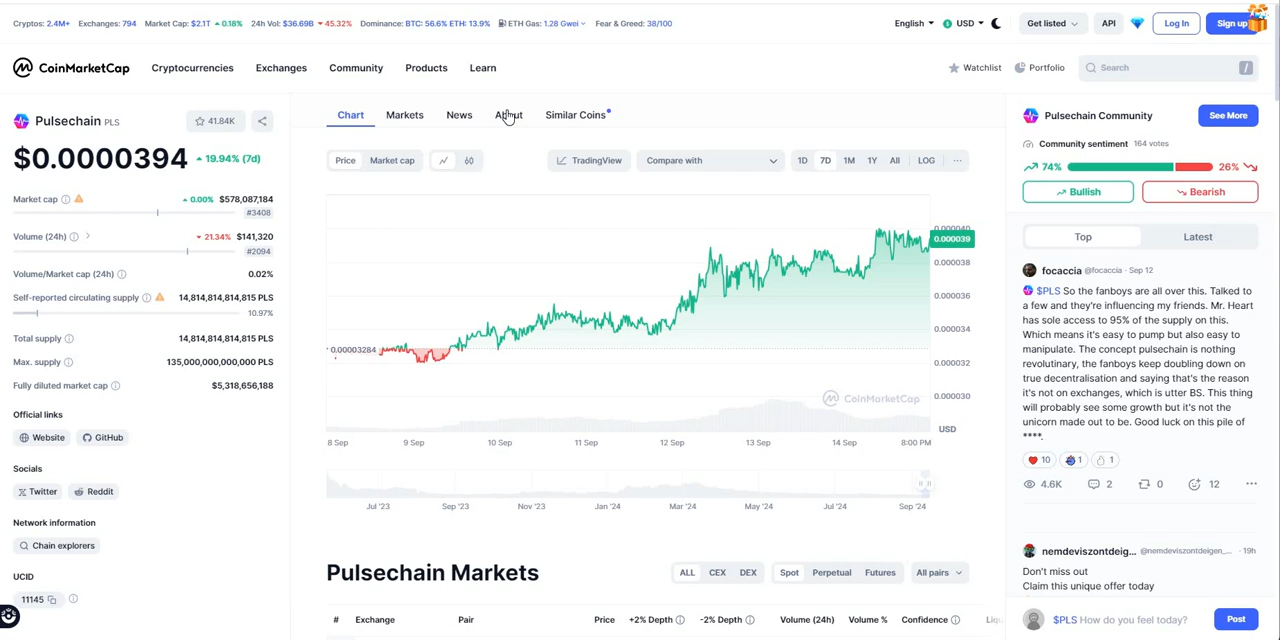 Cryptos: 2.4M+ Exchanges: 794 Market Cap: $2.1T 0.18% 24h Vol: $36.69B 45.32% Dominance: BTC: 56.6% ETH: 13.9% ETH Gas: 1.28 Gwei Fear & Greed: 38/100 English USD Get listed API Log In Sign up
CoinMarketCap Cryptocurrencies Exchanges Community Products Learn Watchlist Portfolio Search /
Pulsechain PLS 41.84K
$0.0000394 19.94% (7d)
Market cap 0.00% $578,087,184
#3408
Volume (24h) 21.34% $141,320
#2094
Volume/Market cap (24h) 0.02%
Self-reported circulating supply 14,814,814,814,815 PLS
10.97%
Total supply 14,814,814,814,815 PLS
Max. supply 135,000,000,000,000 PLS
Fully diluted market cap $5,318,656,188
Official links
Website GitHub
Socials
Twitter Reddit
Network information
Chain explorers
UCID
11145
Chart Markets News About Similar Coins
Price Market cap TradingView Compare with 1D 7D 1M 1Y All LOG ...
0.000040
0.000039
0.000038
0.000036
0.000034
0.00003284
0.000032
0.000030
CoinMarketCap
USD
8 Sep 9 Sep 10 Sep 11 Sep 12 Sep 13 Sep 14 Sep 8:00 PM
Jul '23 Sep '23 Nov '23 Jan '24 Mar '24 May '24 Jul '24 Sep '24
Pulsechain Markets ALL CEX DEX Spot Perpetual Futures All pairs
# Exchange Pair Price +2% Depth -2% Depth Volume (24h) Volume % Confidence Liq
Pulsechain Community See More
Community sentiment 164 votes
74% 26%
Bullish Bearish
Top Latest
focaccia @focaccia · Sep 12
$PLS So the fanboys are all over this. Talked to
a few and they're influencing my friends. Mr. Heart
has sole access to 95% of the supply on this.
Which means it's easy to pump but also easy to
manipulate. The concept pulsechain is nothing
revolutinary, the fanboys keep doubling down on
true decentralisation and saying that's the reason
it's not on exchanges, which is utter BS. This thing
will probably see some growth but it's not the
unicorn made out to be. Good luck on this pile of
****.
10 1 1
4.6K 2 0 12 ...
nemdeviszontdeig... @nemdeviszontdeigen_... · 19h
Don't miss out
Claim this unique offer today
$PLS How do you feel today? Post